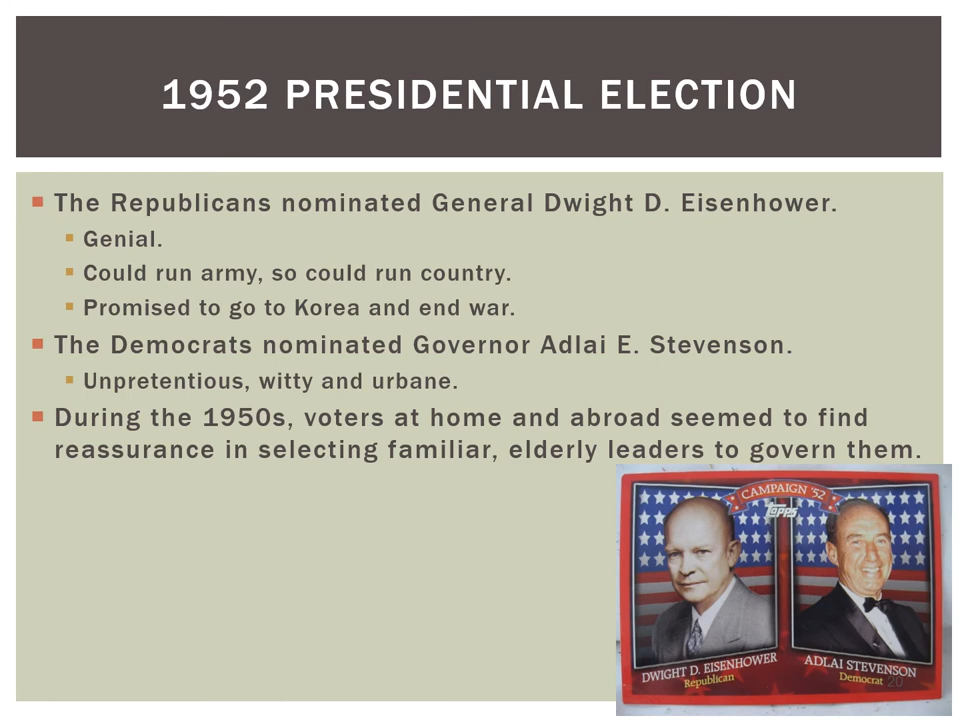 1952 PRESIDENTIAL ELECTION
The Republicans nominated General Dwight D. Eisenhower.
Genial.
Could run army, so could run country.
Promised to go to Korea and end war.
The Democrats nominated Governor Adlai E. Stevenson.
Unpretentious, witty and urbane.
During the 1950s, voters at home and abroad seemed to find
reassurance in selecting familiar, elderly leaders to govern them.
CAMPAIGN '52
Topps
DWIGHT D. EISENHOWER
Republican
ADLAI STEVENSON
Democrat
20